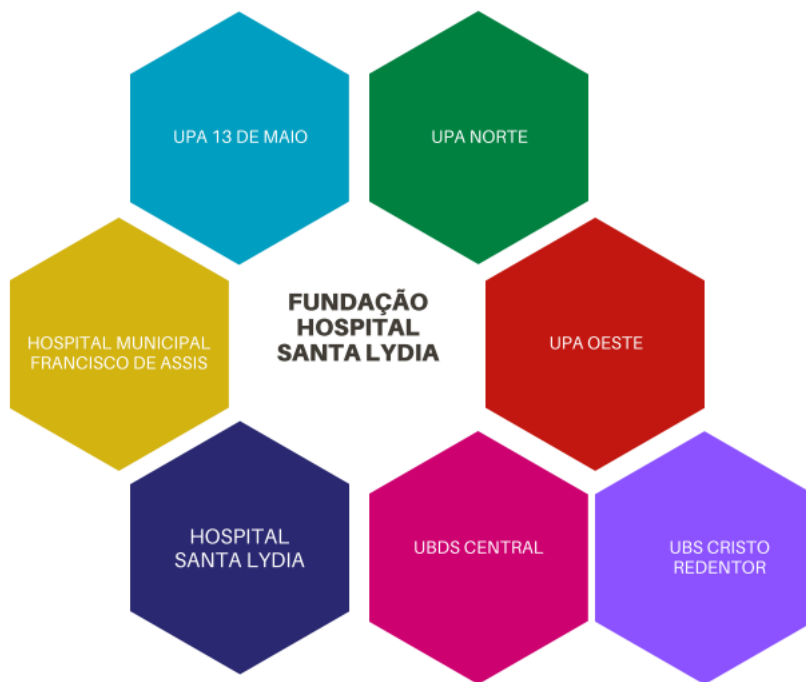 UPA 13 DE MAIO
UPA NORTE
FUNDAÇÃO
HOSPITAL
SANTA LYDIA
HOSPITAL MUNICIPAL
FRANCISCO DE ASSIS
UPA OESTE
HOSPITAL
SANTA LYDIA
UBDS CENTRAL
UBS CRISTO
REDENTOR